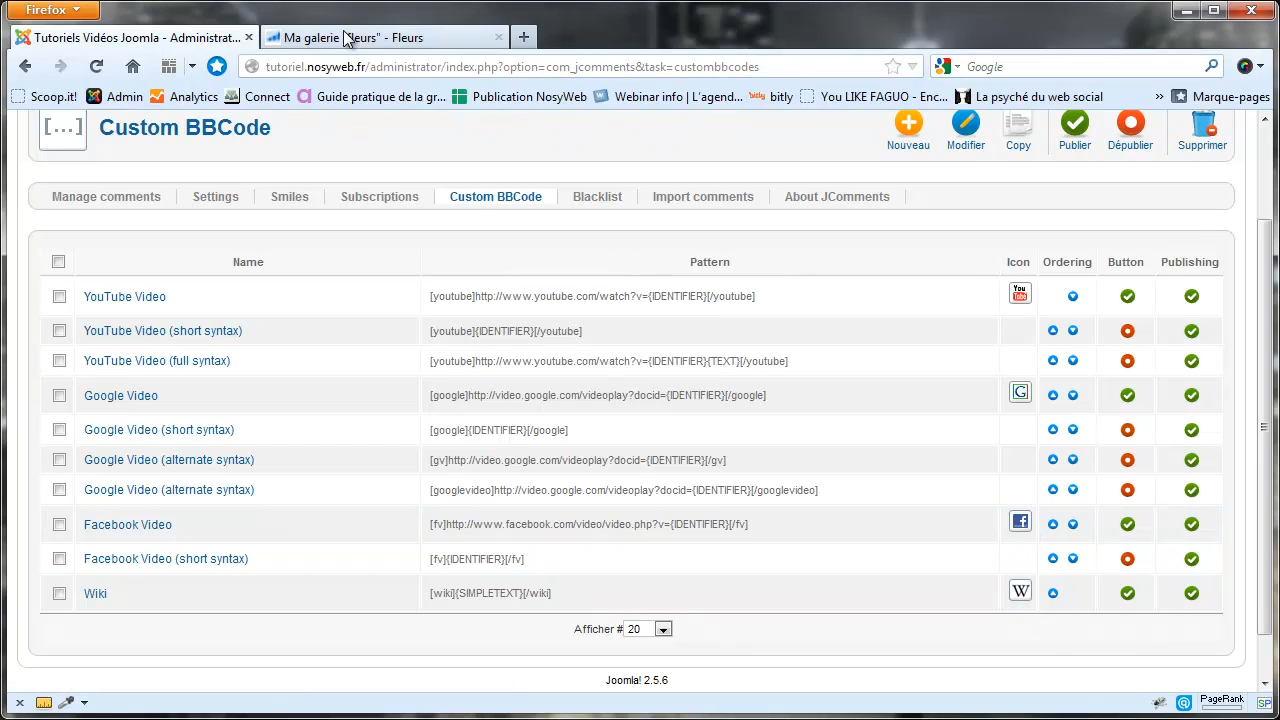 Firefox
Tutoriels Vidéos Joomla - Administrat...
Ma galerie "Fleurs" - Fleurs
tutoriel.nosyweb.fr/administrator/index.php?option=com_jcomments&task=custombbcodes
Google
Scoop.it!
Admin
Analytics
Connect
Guide pratique de la gr...
Publication NosyWeb
Webinar info | L'agend...
bitly
You LIKE FAGUO - Enc...
La psyché du web social
»
Marque-pages
[...]
Custom BBCode
Nouveau
Modifier
Copy
Publier
Dépublier
Supprimer
Manage comments
Settings
Smiles
Subscriptions
Custom BBCode
Blacklist
Import comments
About JComments
Name
Pattern
Icon
Ordering
Button
Publishing
YouTube Video
[youtube]http://www.youtube.com/watch?v={IDENTIFIER}[/youtube]
You
Tube
YouTube Video (short syntax)
[youtube]{IDENTIFIER}[/youtube]
YouTube Video (full syntax)
[youtube]http://www.youtube.com/watch?v={IDENTIFIER}{TEXT}[/youtube]
Google Video
[google]http://video.google.com/videoplay?docid={IDENTIFIER}[/google]
G
Google Video (short syntax)
[google]{IDENTIFIER}[/google]
Google Video (alternate syntax)
[gv]http://video.google.com/videoplay?docid={IDENTIFIER}[/gv]
Google Video (alternate syntax)
[googlevideo]http://video.google.com/videoplay?docid={IDENTIFIER}[/googlevideo]
Facebook Video
[fv]http://www.facebook.com/video/video.php?v={IDENTIFIER}[/fv]
f
Facebook Video (short syntax)
[fv]{IDENTIFIER}[/fv]
Wiki
[wiki]{SIMPLETEXT}[/wiki]
W
Afficher # 20
Joomla! 2.5.6
PageRank
SP